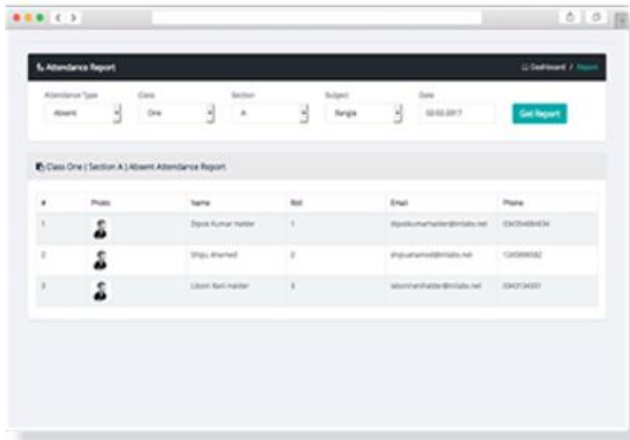 Attendance Report
Dashboard / Report
Attendance Type Class Section Subject Date
Absent One A Bangla 02-02-2017 Get Report
Class One | Section A | Absent Attendance Report
# Photo Name Roll Email Phone
1 Dipok Kumar Halder 1
2 Shipu Ahamed 2
3 Rani Halder 3